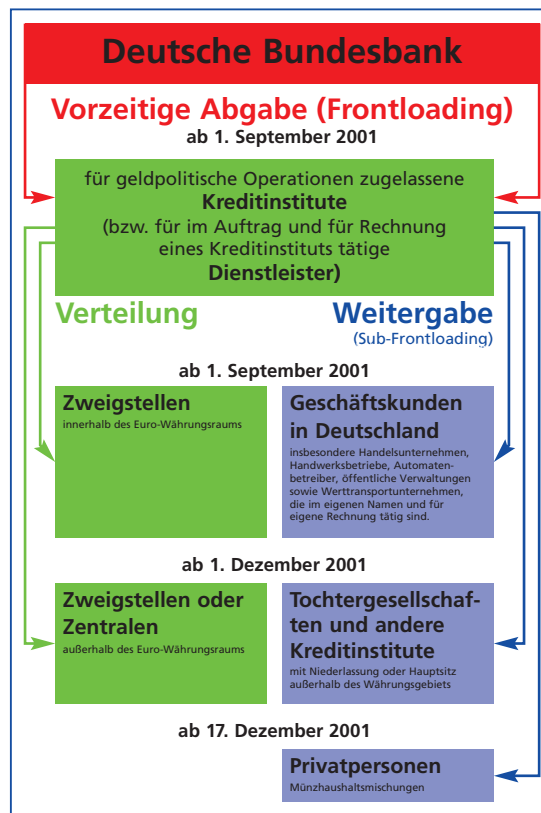 Deutsche Bundesbank
Vorzeitige Abgabe (Frontloading)
ab 1. September 2001
für geldpolitische Operationen zugelassene
Kreditinstitute
(bzw. für im Auftrag und für Rechnung
eines Kreditinstituts tätige
Dienstleister)
Verteilung
Weitergabe
(Sub-Frontloading)
ab 1. September 2001
Zweigstellen
innerhalb des Euro-Währungsraums
Geschäftskunden
in Deutschland
insbesondere Handelsunternehmen,
Handwerksbetriebe, Automaten-
betreiber, öffentliche Verwaltungen
sowie Werttransportunternehmen,
die im eigenen Namen und für
eigene Rechnung tätig sind.
ab 1. Dezember 2001
Zweigstellen oder
Zentralen
außerhalb des Euro-Währungsraums
Tochtergesellschaf-
ten und andere
Kreditinstitute
mit Niederlassung oder Hauptsitz
außerhalb des Währungsgebiets
ab 17. Dezember 2001
Privatpersonen
Münzhaushaltsmischungen